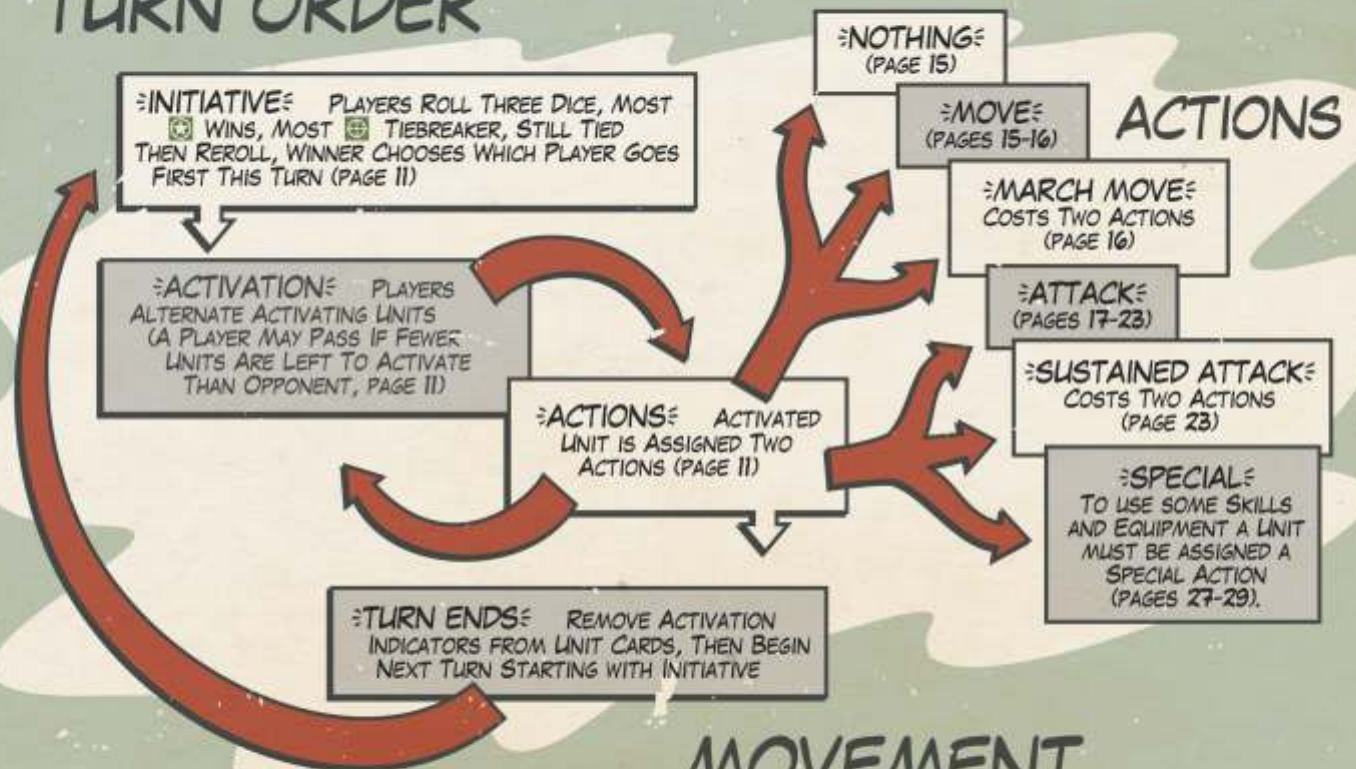 TURN ORDER
INITIATIVE PLAYERS ROLL THREE DICE, MOST
WINS, MOST TIEBREAKER, STILL TIED
THEN REROLL, WINNER CHOOSES WHICH PLAYER GOES
FIRST THIS TURN (PAGE 11)
ACTIVATION PLAYERS
ALTERNATE ACTIVATING UNITS
(A PLAYER MAY PASS IF FEWER
UNITS ARE LEFT TO ACTIVATE
THAN OPPONENT, PAGE 11)
ACTIONS ACTIVATED
UNIT IS ASSIGNED TWO
ACTIONS (PAGE 11)
TURN ENDS REMOVE ACTIVATION
INDICATORS FROM UNIT CARDS, THEN BEGIN
NEXT TURN STARTING WITH INITIATIVE
ACTIONS
NOTHING
(PAGE 15)
MOVE
(PAGES 15-16)
MARCH MOVE
COSTS TWO ACTIONS
(PAGE 16)
ATTACK
(PAGES 17-23)
SUSTAINED ATTACK
COSTS TWO ACTIONS
(PAGE 23)
SPECIAL
TO USE SOME SKILLS
AND EQUIPMENT A UNIT
MUST BE ASSIGNED A
SPECIAL ACTION
(PAGES 27-29).
MOVEMENT